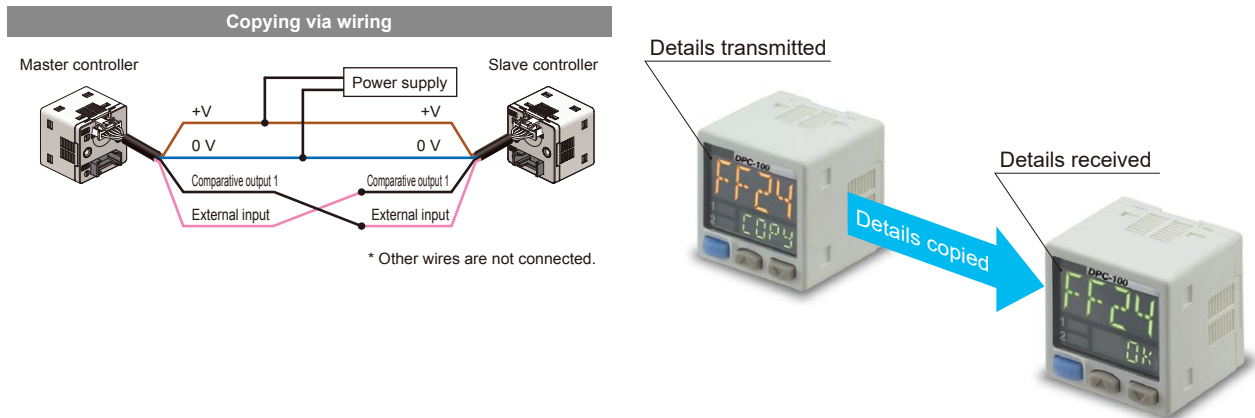 Copying via wiring
Master controller
Slave controller
Power supply
+V
+V
0 V
0 V
Comparative output 1
Comparative output 1
External input
External input
* Other wires are not connected.
Details transmitted
DPC-100
FF24
1
2
COPY
Details copied
Details received
DPC-100
FF24
1
2
OK